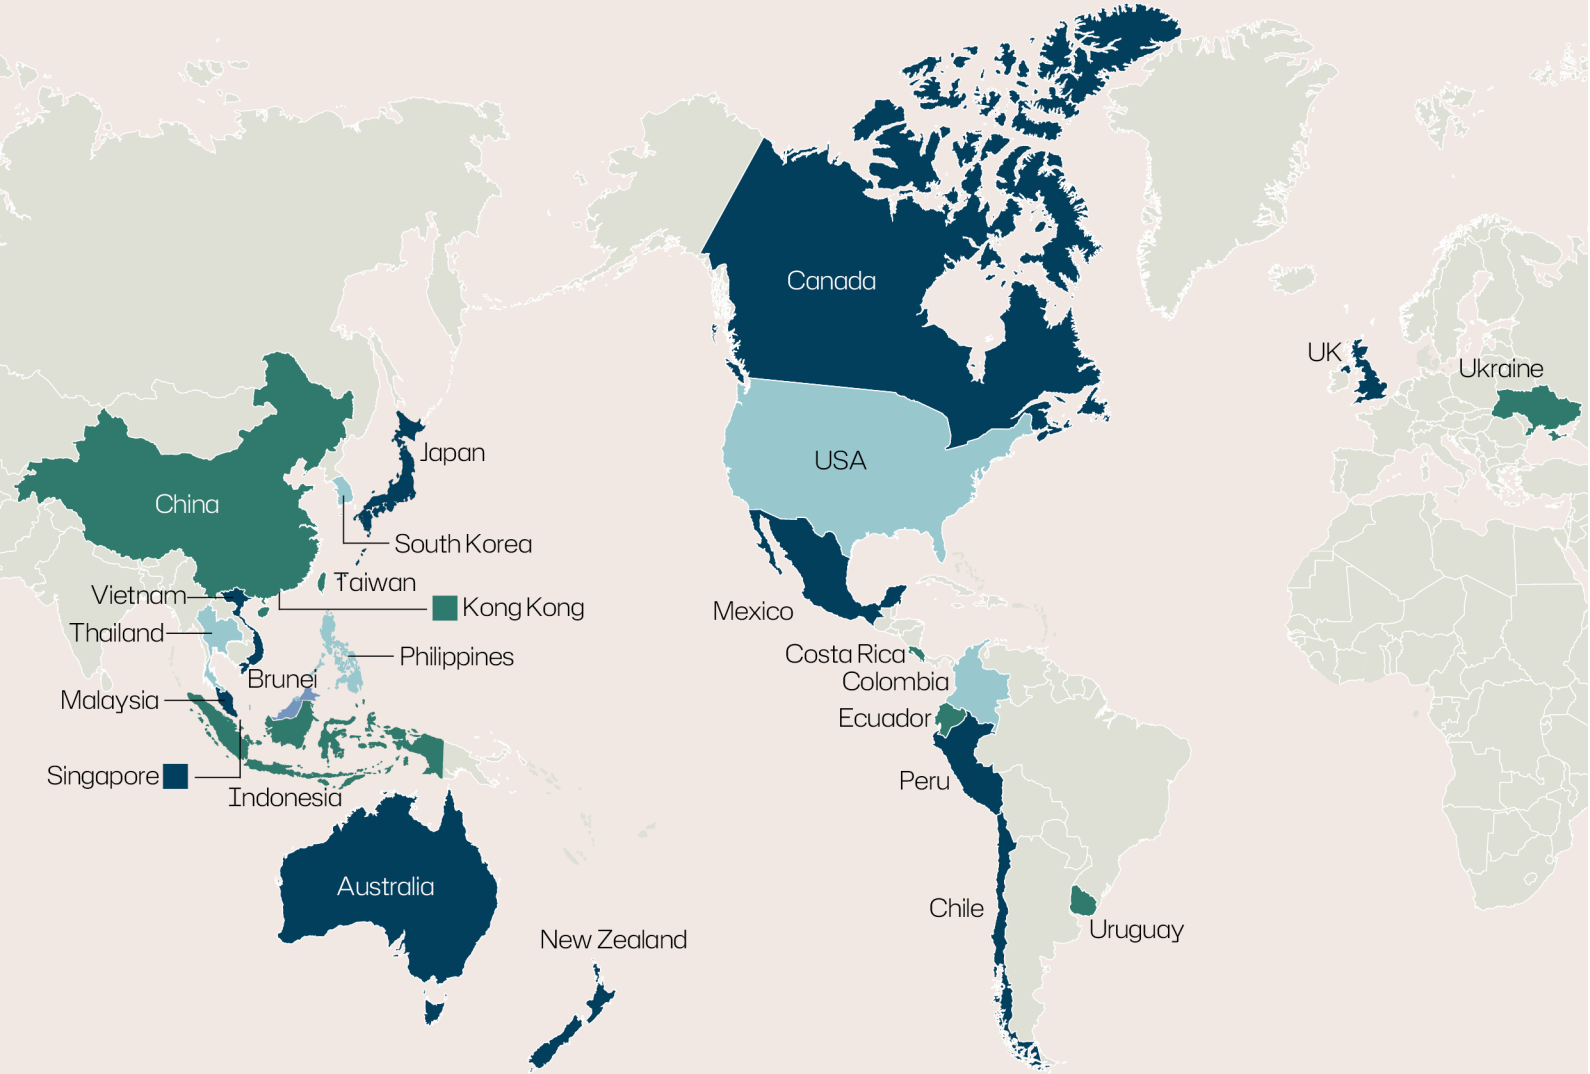 Canada
UK
Ukraine
Japan
USA
China
South Korea
Taiwan
Vietnam
Kong Kong
Mexico
Thailand
Costa Rica
Philippines
Brunei
Colombia
Malaysia
Ecuador
Singapore
Peru
Indonesia
Australia
Chile
Uruguay
New Zealand